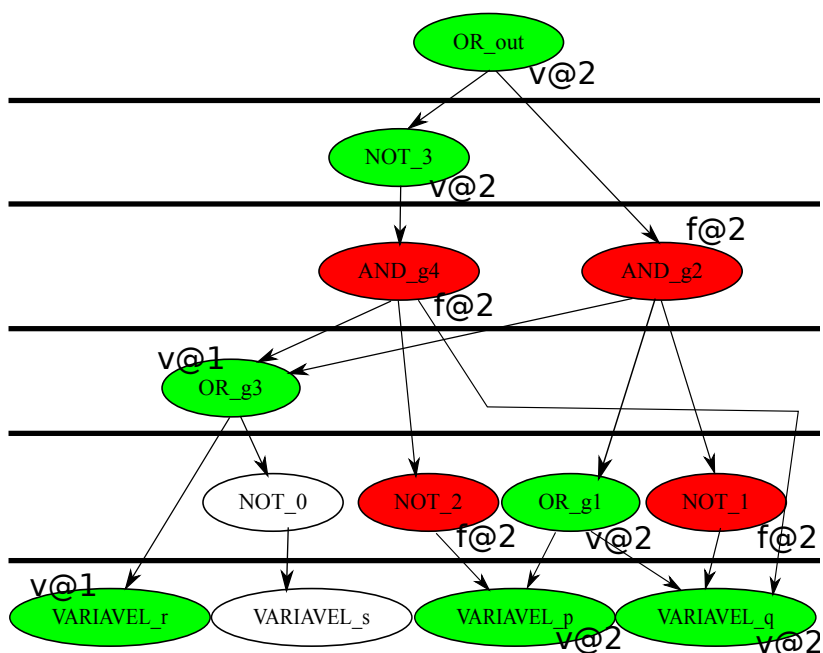 OR_out
v@2
NOT_3
v@2
f@2
AND_g4
AND_g2
f@2
v@1
OR_g3
NOT_0
NOT_2
OR_g1
NOT_1
f@2
v@2
f@2
v@1
VARIAVEL_r
VARIAVEL_s
VARIAVEL_p
VARIAVEL_q
v@2
v@2